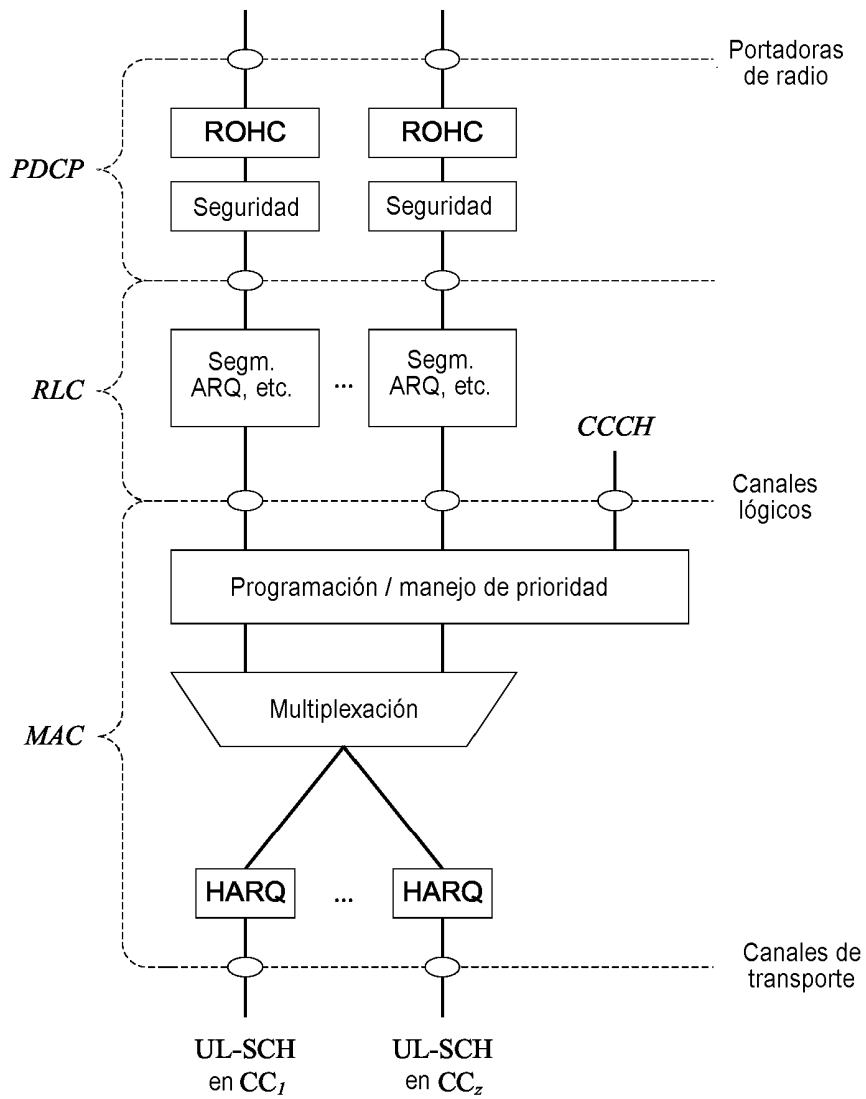 Portadoras
de radio
ROHC
ROHC
PDCP
Seguridad
Seguridad
Segm.
ARQ, etc.
...
Segm.
ARQ, etc.
RLC
CCCH
Canales
lógicos
Programación / manejo de prioridad
Multiplexación
MAC
HARQ
...
HARQ
Canales de
transporte
UL-SCH
en CC1
UL-SCH
en CCz